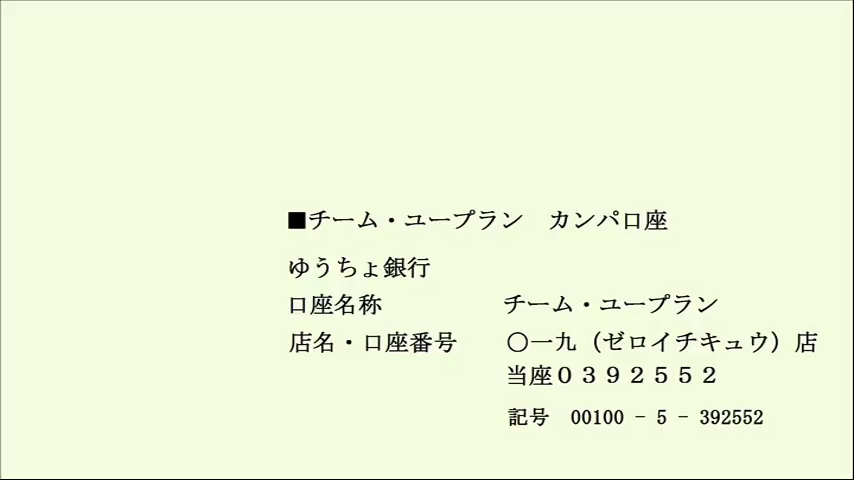 ■チーム・ユープラン　カンパ口座
ゆうちょ銀行
口座名称　チーム・ユープラン
店名・口座番号　〇一九（ゼロイチキュウ）店
当座０３９２５５２
記号　00100 － 5 － 392552